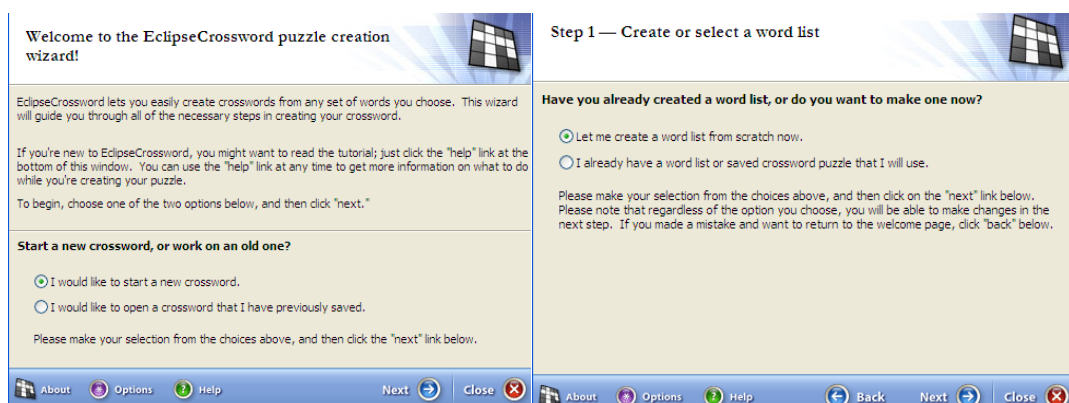 Welcome to the EclipseCrossword puzzle creation
wizard!
EclipseCrossword lets you easily create crosswords from any set of words you choose.  This wizard
will guide you through all of the necessary steps in creating your crossword.
If you're new to EclipseCrossword, you might want to read the tutorial; just click the "help" link at the
bottom of this window.  You can use the "help" link at any time to get more information on what to do
while you're creating your puzzle.
To begin, choose one of the two options below, and then click "next."
Start a new crossword, or work on an old one?
I would like to start a new crossword.
I would like to open a crossword that I have previously saved.
Please make your selection from the choices above, and then click the "next" link below.
About Options Help Next Close
Step 1 — Create or select a word list
Have you already created a word list, or do you want to make one now?
Let me create a word list from scratch now.
I already have a word list or saved crossword puzzle that I will use.
Please make your selection from the choices above, and then click on the "next" link below.
Please note that regardless of the option you choose, you will be able to make changes in the
next step.  If you made a mistake and want to return to the welcome page, click "back" below.
About Options Help Back Next Close